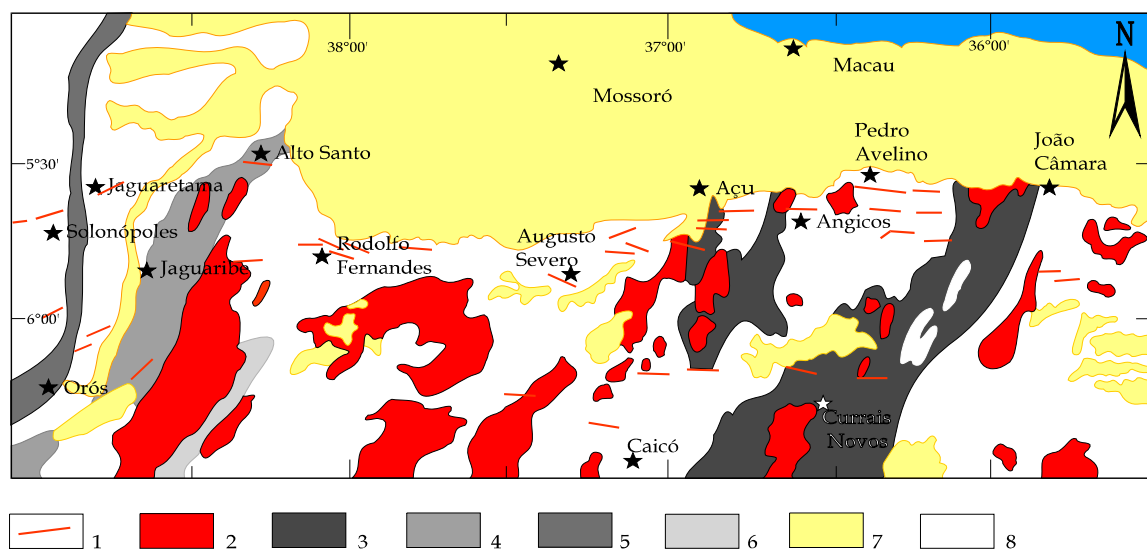 38°00'
37°00'
36°00'
N
Macau
Mossoró
Pedro
Avelino
João
Câmara
5°30'
Alto Santo
Jaguaretama
Açu
Angicos
Solonópoles
Rodolfo
Fernandes
Augusto
Severo
Jaguaribe
6°00'
Orós
Currais
Novos
Caicó
1
2
3
4
5
6
7
8